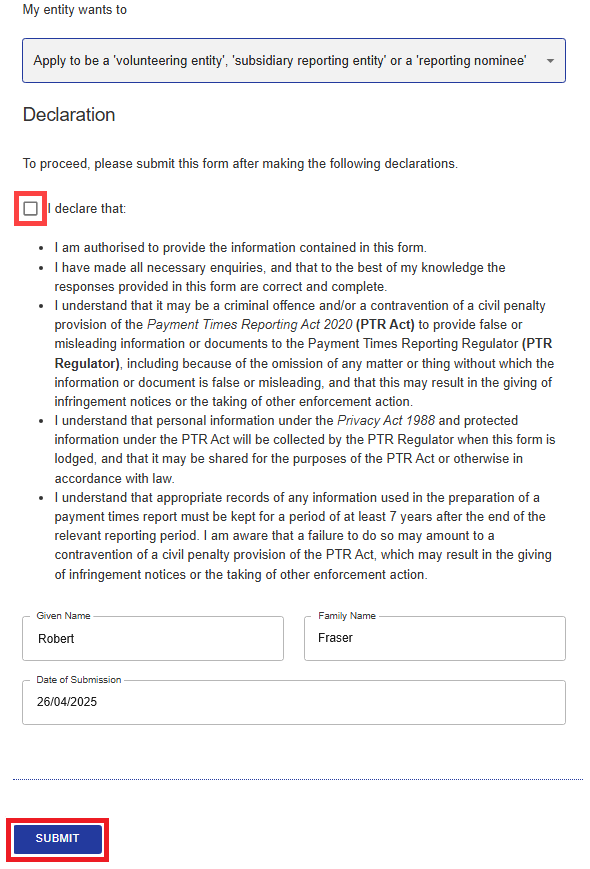 My entity wants to
Apply to be a 'volunteering entity', 'subsidiary reporting entity' or a 'reporting nominee'
Declaration
To proceed, please submit this form after making the following declarations.
I declare that:
• I am authorised to provide the information contained in this form.
• I have made all necessary enquiries, and that to the best of my knowledge the
responses provided in this form are correct and complete.
• I understand that it may be a criminal offence and/or a contravention of a civil penalty
provision of the Payment Times Reporting Act 2020 (PTR Act) to provide false or
misleading information or documents to the Payment Times Reporting Regulator (PTR
Regulator), including because of the omission of any matter or thing without which the
information or document is false or misleading, and that this may result in the giving of
infringement notices or the taking of other enforcement action.
• I understand that personal information under the Privacy Act 1988 and protected
information under the PTR Act will be collected by the PTR Regulator when this form is
lodged, and that it may be shared for the purposes of the PTR Act or otherwise in
accordance with law.
• I understand that appropriate records of any information used in the preparation of a
payment times report must be kept for a period of at least 7 years after the end of the
relevant reporting period. I am aware that a failure to do so may amount to a
contravention of a civil penalty provision of the PTR Act, which may result in the giving
of infringement notices or the taking of other enforcement action.
Given Name
Robert
Family Name
Fraser
Date of Submission
26/04/2025
SUBMIT